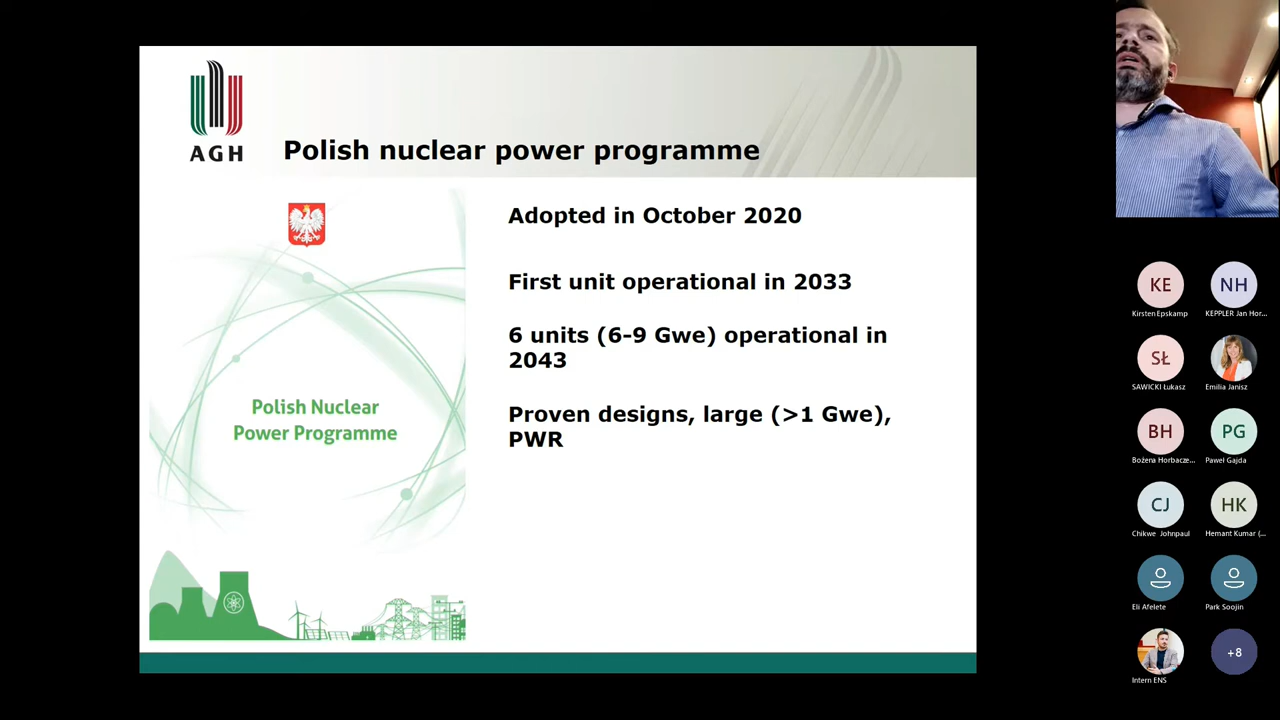 AGH
Polish nuclear power programme
Adopted in October 2020
First unit operational in 2033
6 units (6-9 Gwe) operational in
2043
Proven designs, large (>1 Gwe),
PWR
Polish Nuclear
Power Programme
KE
Kirsten Epskamp
NH
KEPPLER Jan Hor...
SŁ
SAWICKI Łukasz
Emilia Janisz
BH
Bożena Horbacze...
PG
Paweł Gajda
CJ
Chikwe Johnpaul
HK
Hemant Kumar (...
Eli Afelete
Park Soojin
Intern ENS
+8